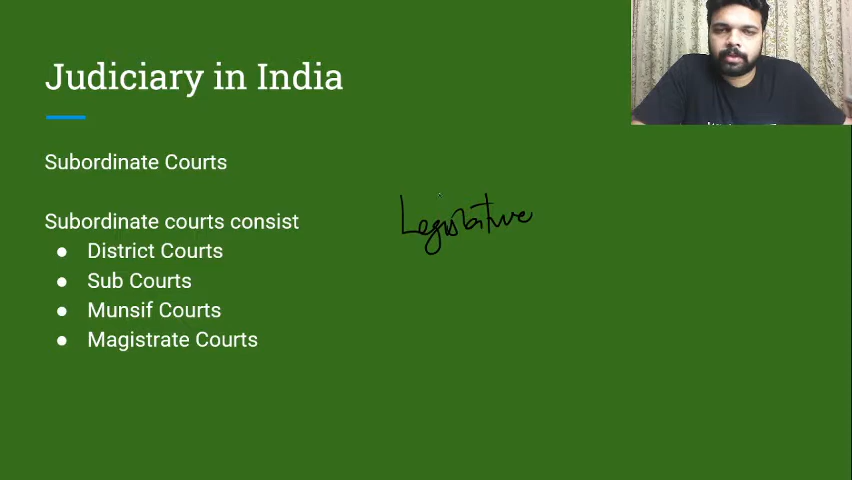 Judiciary in India
Subordinate Courts
Subordinate courts consist
● District Courts
● Sub Courts
● Munsif Courts
● Magistrate Courts
Legislative